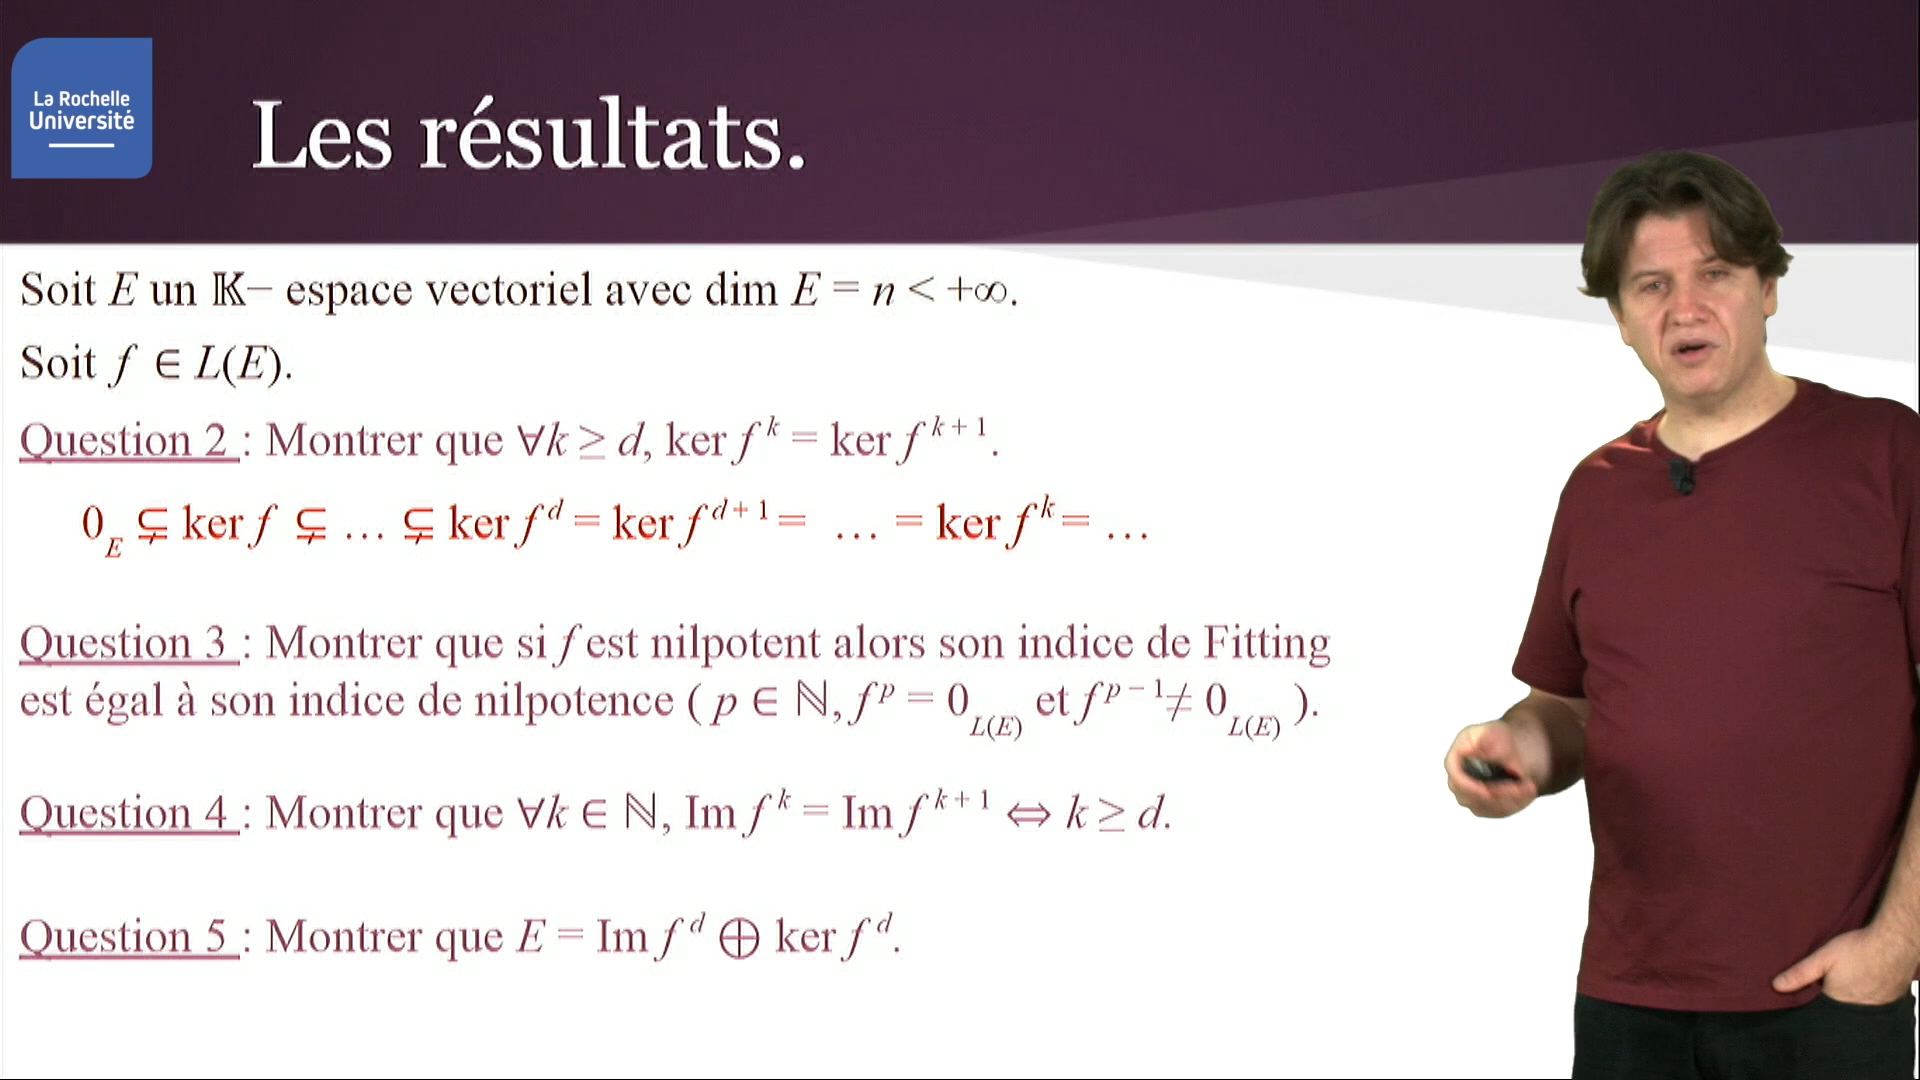 La Rochelle
Université
Les résultats.
Soit E un 𝕂– espace vectoriel avec dim E = n < +∞.
Soit f ∈ L(E).
Question 2 : Montrer que ∀k ≥ d, ker f^k = ker f^{k+1}.
0_E ⊊ ker f ⊊ … ⊊ ker f^d = ker f^{d+1} = … = ker f^k = …
Question 3 : Montrer que si f est nilpotent alors son indice de Fitting
est égal à son indice de nilpotence ( p ∈ ℕ, f^p = 0_{L(E)} et f^{p−1} ≠ 0_{L(E)} ).
Question 4 : Montrer que ∀k ∈ ℕ, Im f^k = Im f^{k+1} ⇔ k ≥ d.
Question 5 : Montrer que E = Im f^d ⊕ ker f^d.